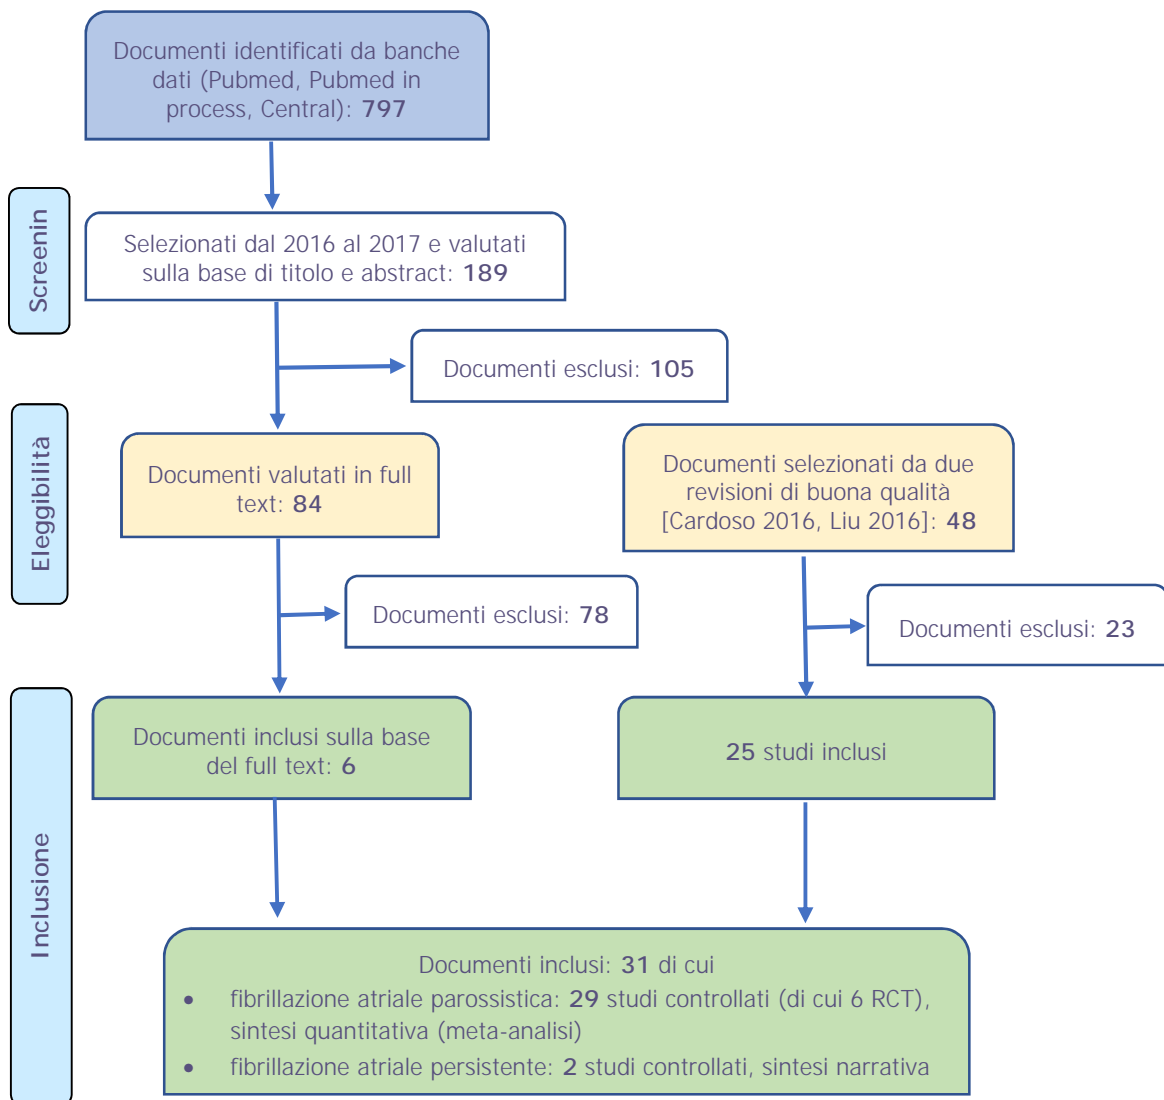 Documenti identificati da banche
dati (Pubmed, Pubmed in
process, Central): 797
Screenin
Selezionati dal 2016 al 2017 e valutati
sulla base di titolo e abstract: 189
Documenti esclusi: 105
Eleggibilità
Documenti valutati in full
text: 84
Documenti selezionati da due
revisioni di buona qualità
[Cardoso 2016, Liu 2016]: 48
Documenti esclusi: 78
Documenti esclusi: 23
Inclusione
Documenti inclusi sulla base
del full text: 6
25 studi inclusi
Documenti inclusi: 31 di cui
• fibrillazione atriale parossistica: 29 studi controllati (di cui 6 RCT),
sintesi quantitativa (meta-analisi)
• fibrillazione atriale persistente: 2 studi controllati, sintesi narrativa